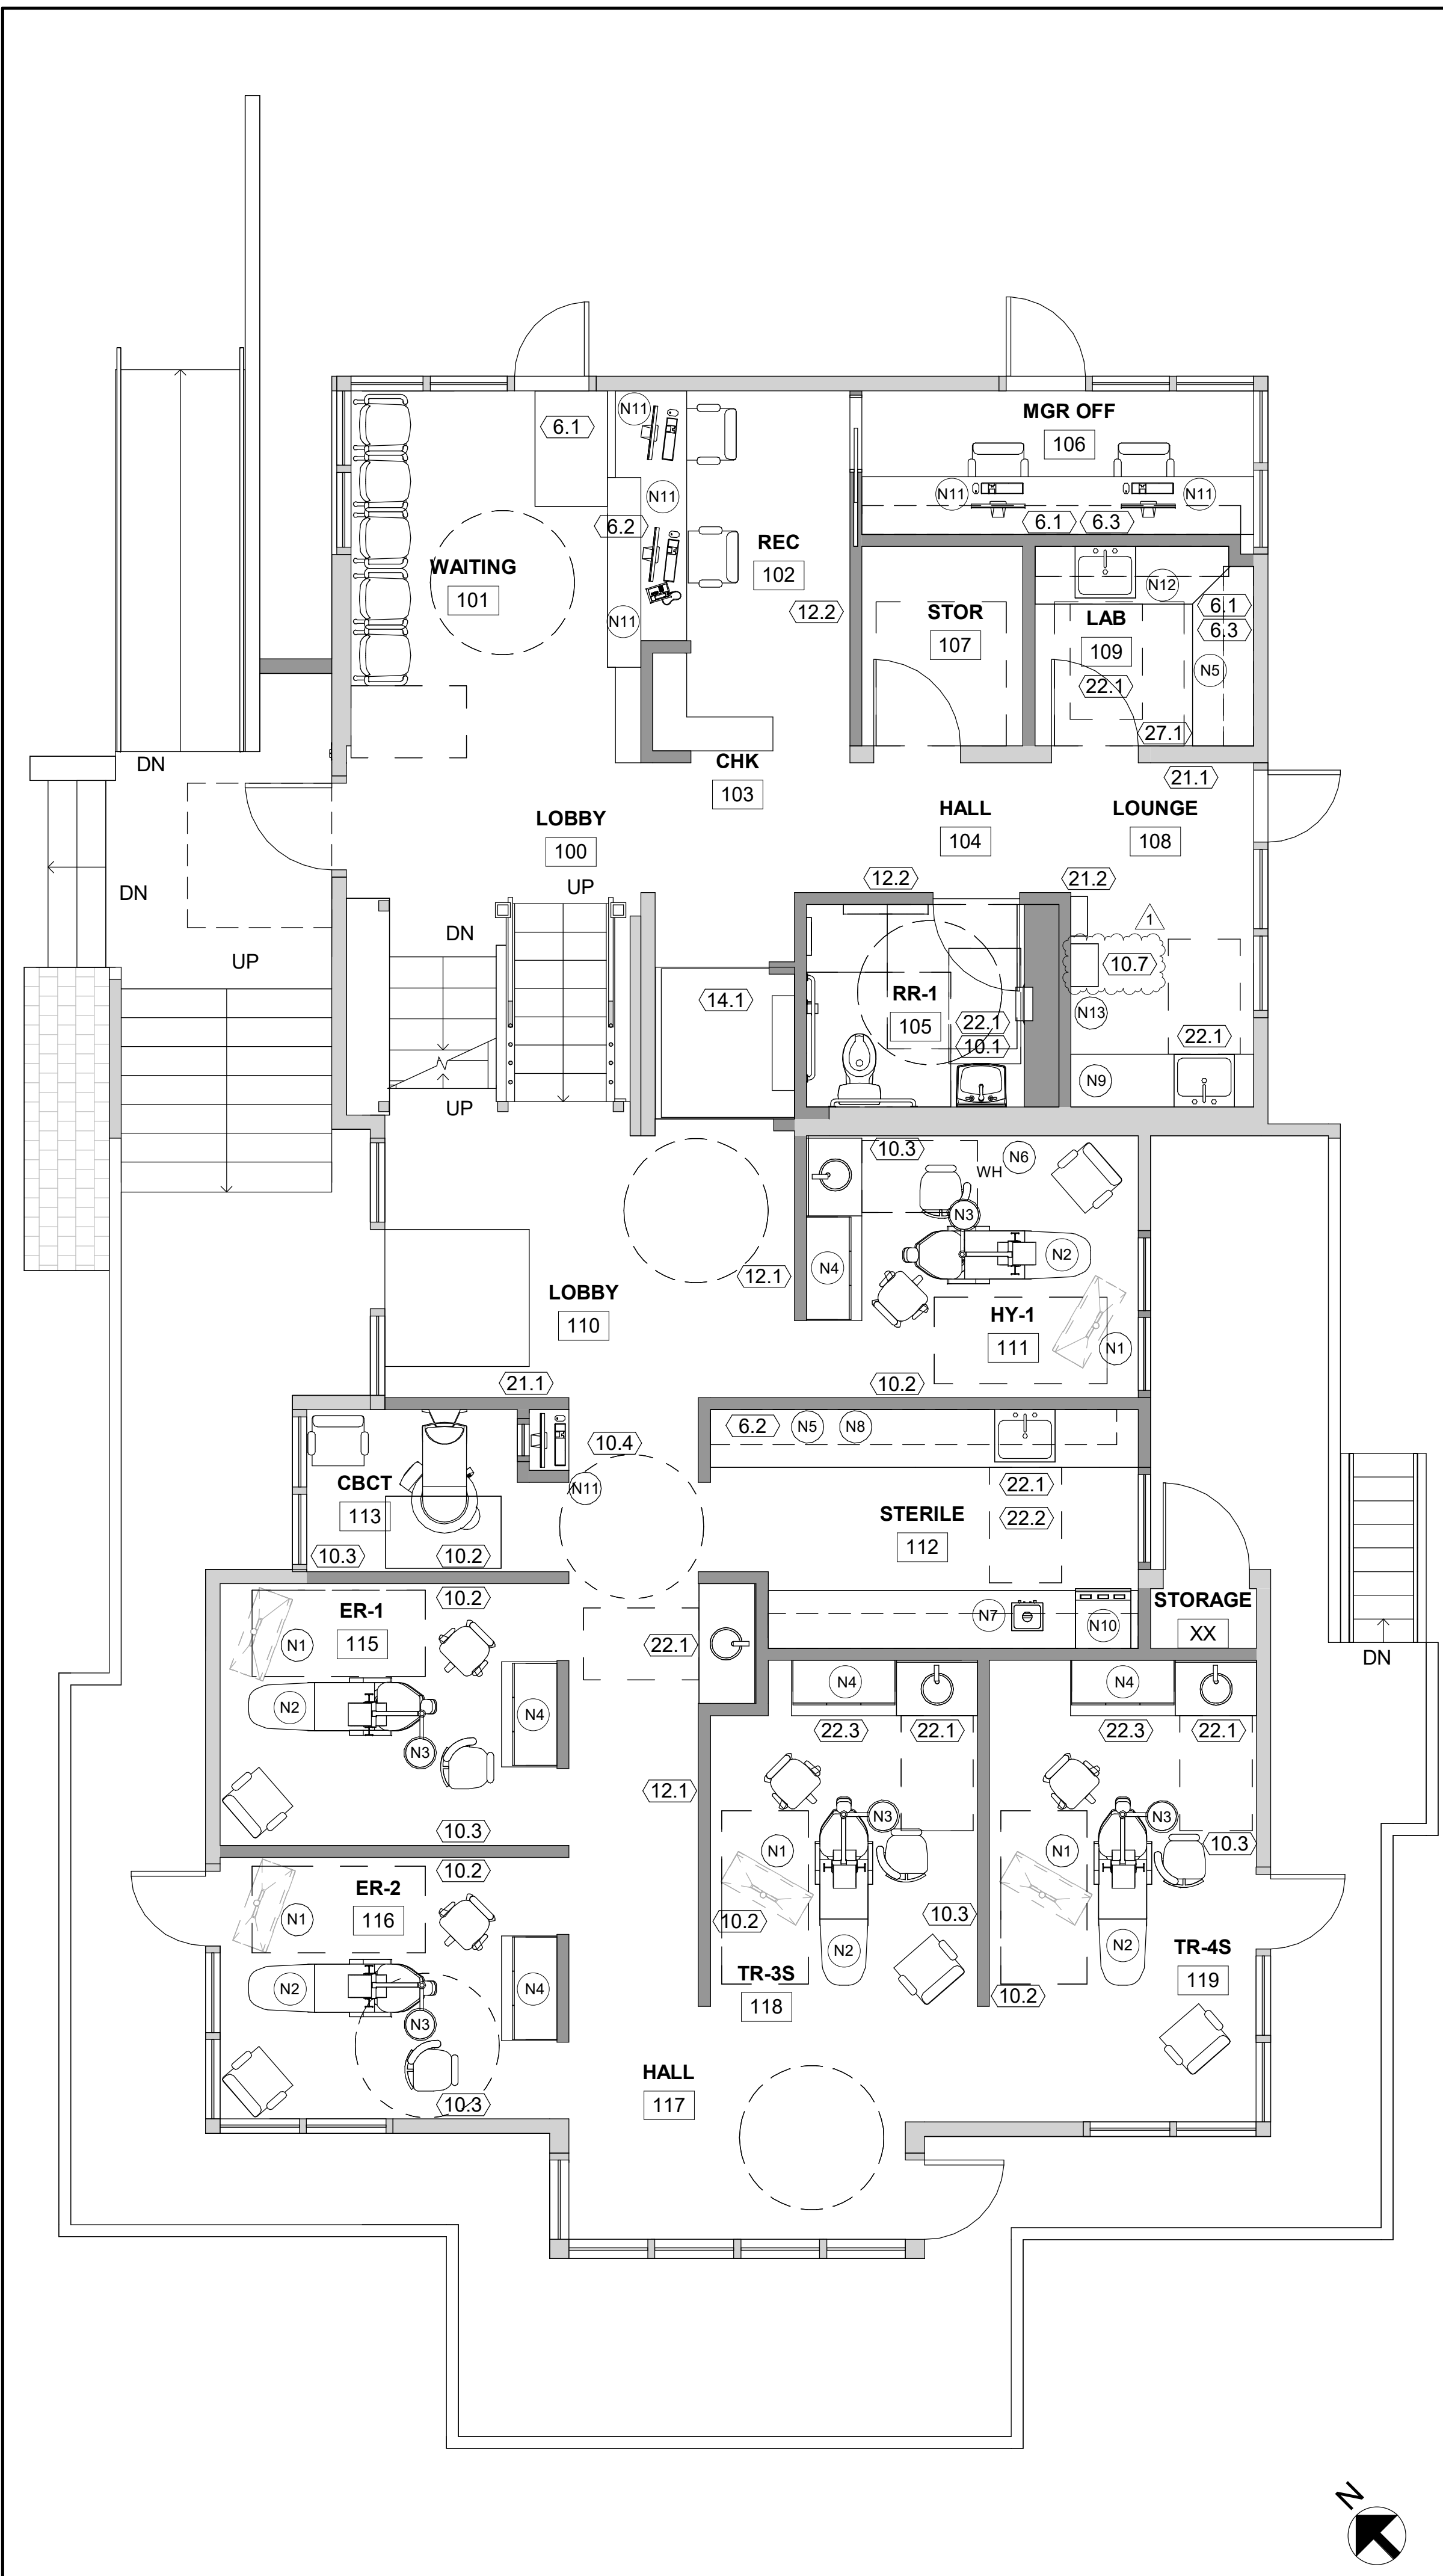 MGR OFF
106
N11
6.1
N11
N11
6.1
6.3
N11
6.2
REC
102
WAITING
101
N11
12.2
STOR
107
N12
LAB
109
6.1
6.3
N5
22.1
27.1
DN
CHK
103
21.1
LOBBY
100
HALL
104
LOUNGE
108
DN
UP
12.2
21.2
1
DN
UP
10.7
14.1
RR-1
105
22.1
10.1
N13
22.1
N9
UP
10.3
WH
N6
N3
N2
N4
12.1
LOBBY
110
HY-1
111
N1
21.1
10.2
6.2
N5
N8
10.4
CBCT
113
N11
22.1
22.2
STERILE
112
10.3
10.2
10.2
ER-1
115
N1
22.1
N7
N10
STORAGE
XX
DN
N2
N4
N3
N4
N4
22.3
22.1
22.3
22.1
12.1
10.3
N3
N1
N3
N1
10.3
10.2
ER-2
116
N1
10.2
10.3
N2
N4
N3
N2
TR-3S
118
N2
TR-4S
119
10.2
HALL
117
10.3
N